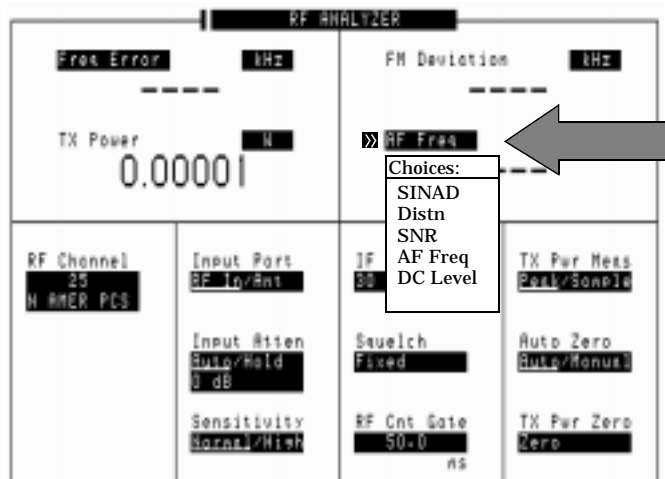 RF ANALYZER
Freq Error kHz
----
FM Deviation kHz
----
TX Power W
0.00001
AF Freq
Choices:
SINAD
Distn
SNR
AF Freq
DC Level
RF Channel
25
N AMER PCS
Input Port
RF In/Ant
Input Atten
Auto/Hold
0 dB
Sensitivity
Normal/High
IF
30
Squelch
Fixed
RF Cnt Gate
50.0
ms
TX Pwr Meas
Peak/Sample
Auto Zero
Auto/Manual
TX Pwr Zero
Zero